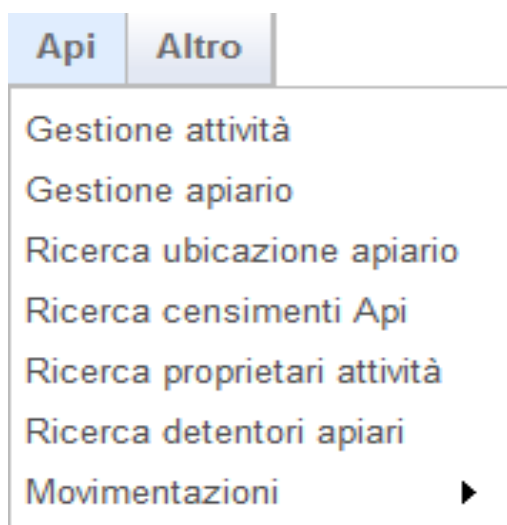 Api Altro
Gestione attività
Gestione apiario
Ricerca ubicazione apiario
Ricerca censimenti Api
Ricerca proprietari attività
Ricerca detentori apiari
Movimentazioni